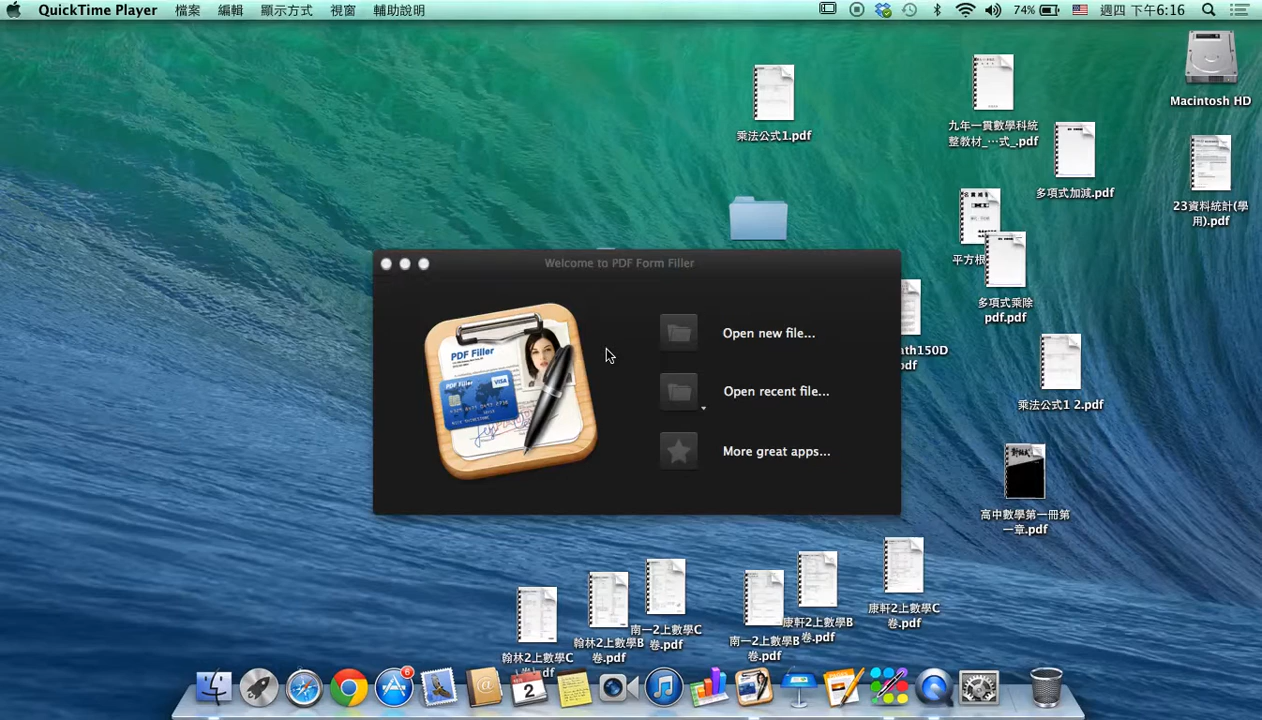 QuickTime Player 檔案 編輯 顯示方式 視窗 輔助說明
74% 週四 下午6:16
Macintosh HD
乘法公式1.pdf
九年一貫數學科統
整教材_…式_.pdf
多項式加減.pdf
23資料統計(學
用).pdf
平方根
多項式乘除
pdf.pdf
Welcome to PDF Form Filler
PDF Filler
PDF Filler
VISA
Open new file...
Open recent file...
More great apps...
ath150D
df
乘法公式1 2.pdf
高中數學第一冊第
一章.pdf
康軒2上數學C
卷.pdf
康軒2上數學B
卷.pdf
南一2上數學C
卷.pdf
南一2上數學B
卷.pdf
翰林2上數學B
卷.pdf
翰林2上數學C
df
6
2